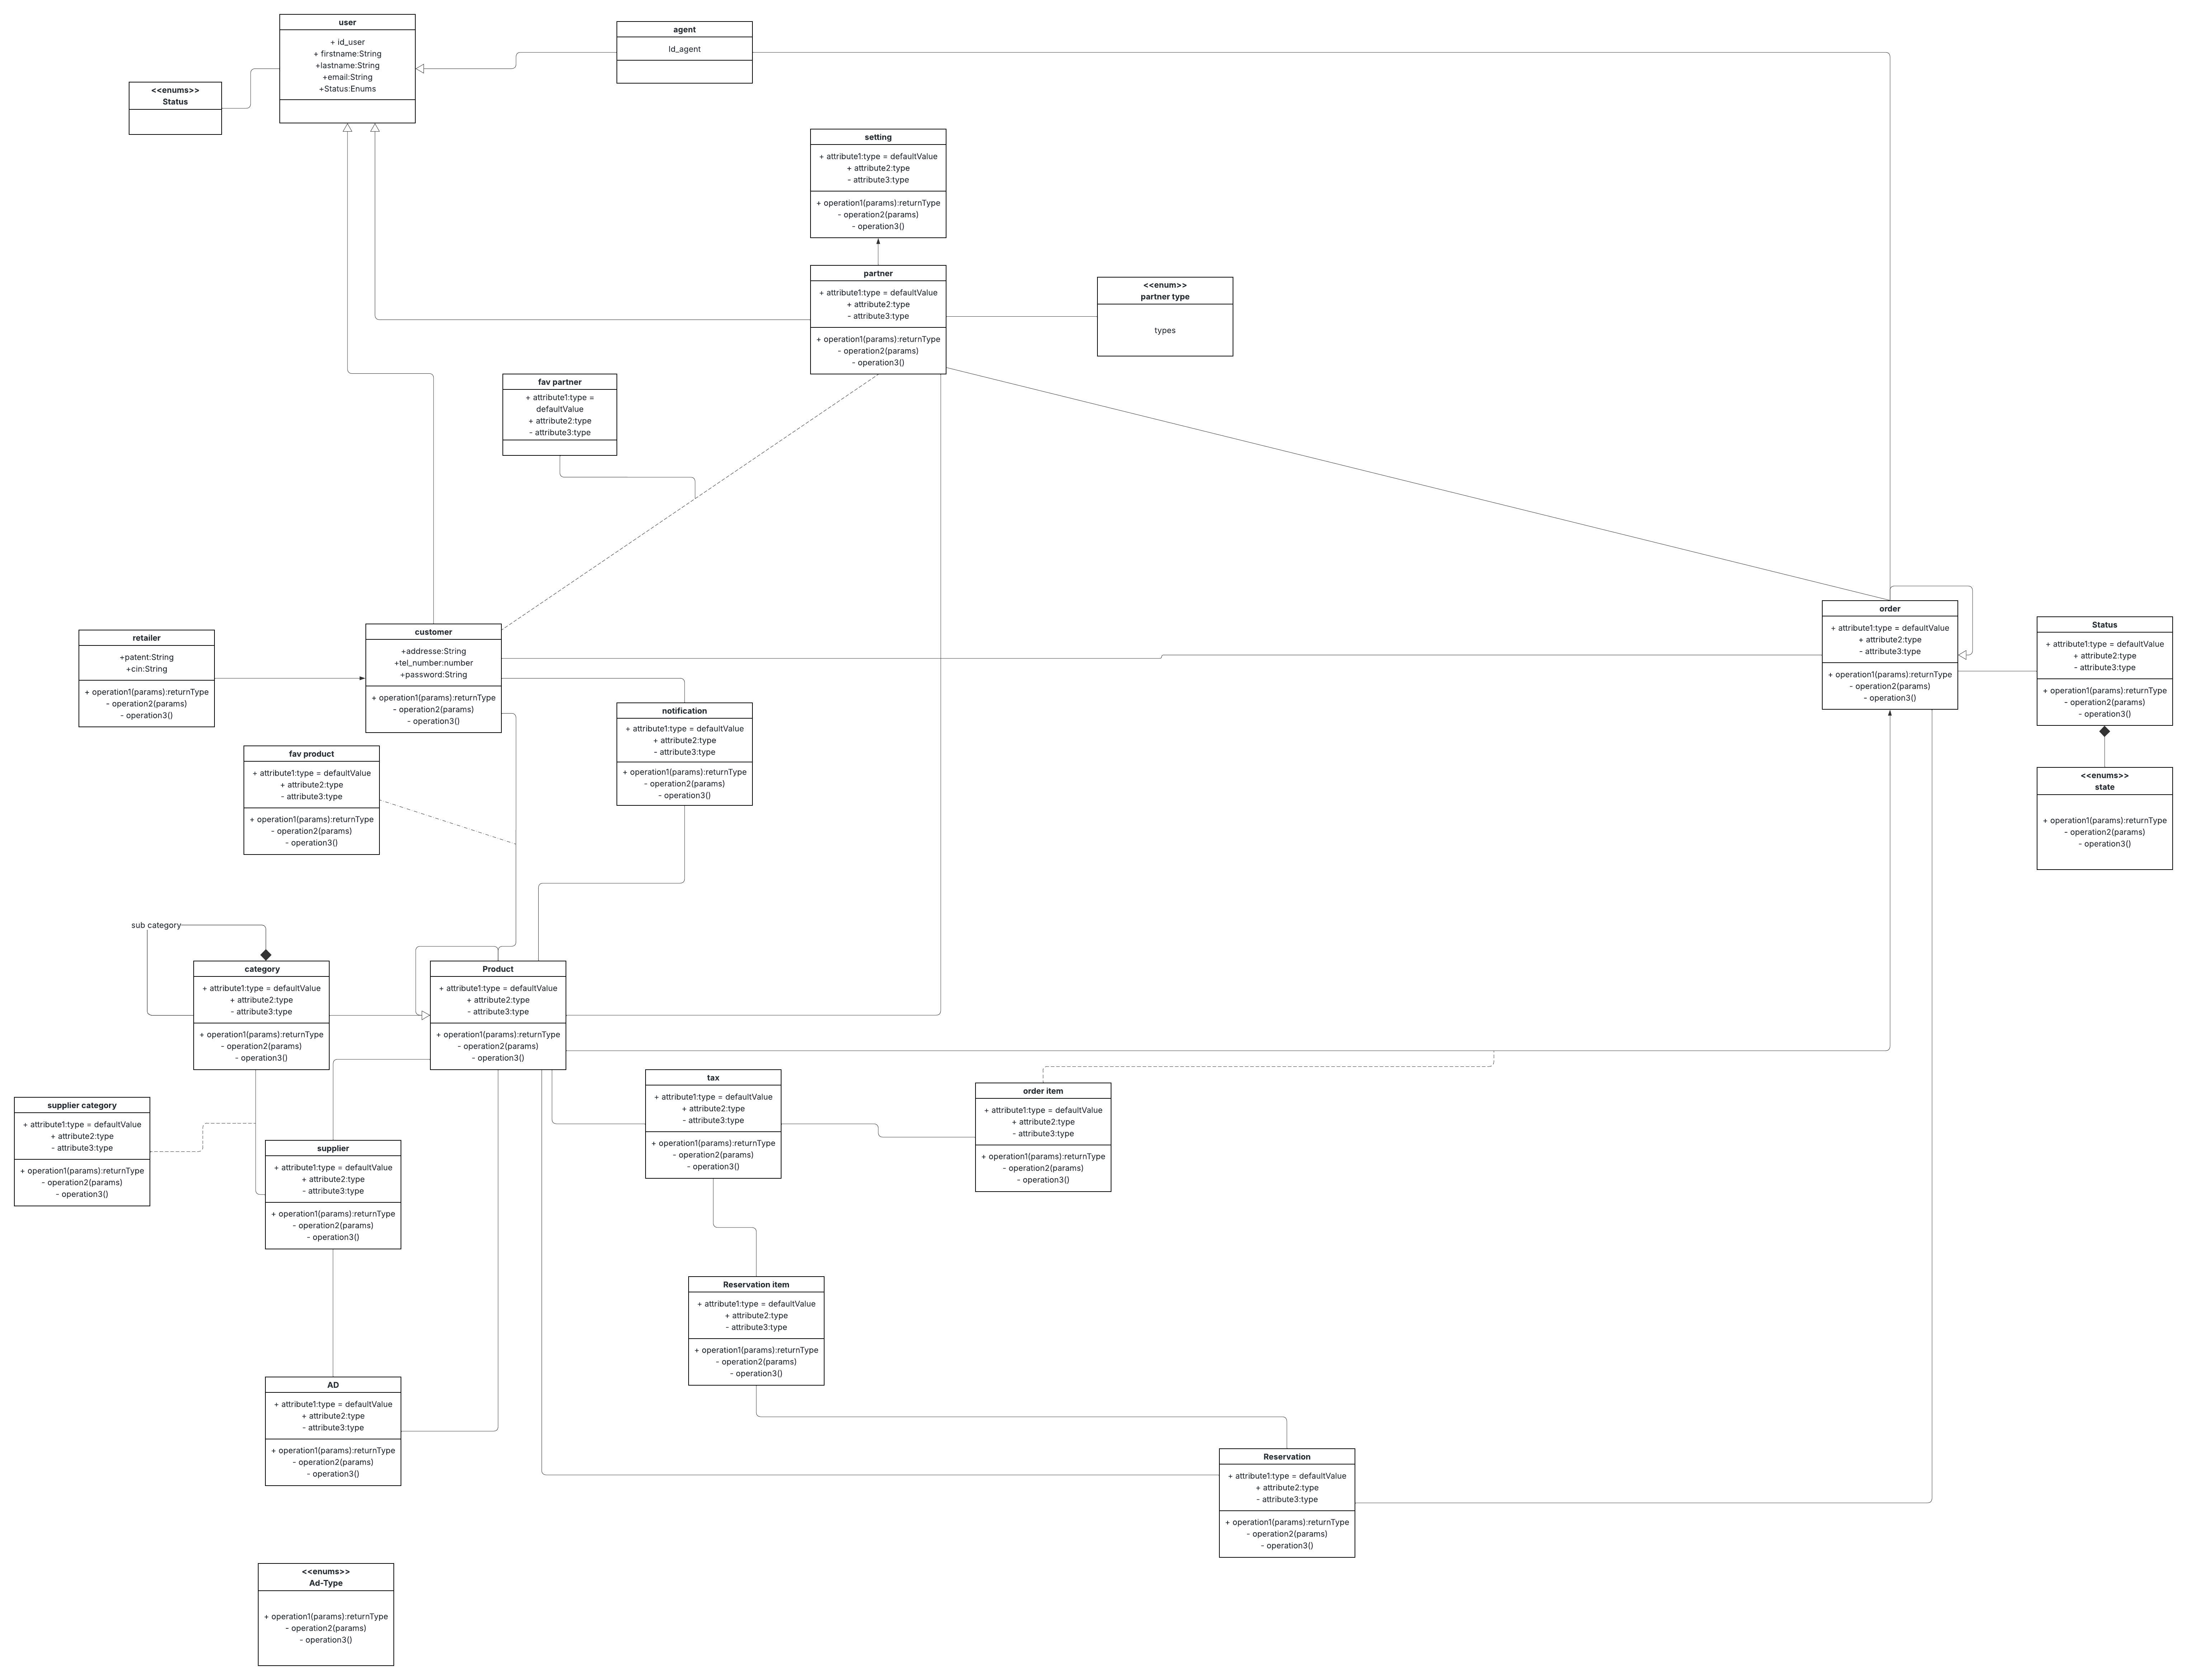 user
+ id_user
+ firstname:String
+lastname:String
+email:String
+Status:Enums
agent
Id_agent
<<enums>>
Status
setting
+ attribute1:type = defaultValue
+ attribute2:type
- attribute3:type
+ operation1(params):returnType
- operation2(params)
- operation3()
partner
+ attribute1:type = defaultValue
+ attribute2:type
- attribute3:type
+ operation1(params):returnType
- operation2(params)
- operation3()
<<enum>>
partner type
types
fav partner
+ attribute1:type =
defaultValue
+ attribute2:type
- attribute3:type
retailer
+patent:String
+cin:String
+ operation1(params):returnType
- operation2(params)
- operation3()
customer
+addresse:String
+tel_number:number
+password:String
+ operation1(params):returnType
- operation2(params)
- operation3()
order
+ attribute1:type = defaultValue
+ attribute2:type
- attribute3:type
+ operation1(params):returnType
- operation2(params)
- operation3()
Status
+ attribute1:type = defaultValue
+ attribute2:type
- attribute3:type
+ operation1(params):returnType
- operation2(params)
- operation3()
notification
+ attribute1:type = defaultValue
+ attribute2:type
- attribute3:type
+ operation1(params):returnType
- operation2(params)
- operation3()
fav product
+ attribute1:type = defaultValue
+ attribute2:type
- attribute3:type
+ operation1(params):returnType
- operation2(params)
- operation3()
<<enums>>
state
+ operation1(params):returnType
- operation2(params)
- operation3()
sub category
category
+ attribute1:type = defaultValue
+ attribute2:type
- attribute3:type
+ operation1(params):returnType
- operation2(params)
- operation3()
Product
+ attribute1:type = defaultValue
+ attribute2:type
- attribute3:type
+ operation1(params):returnType
- operation2(params)
- operation3()
tax
+ attribute1:type = defaultValue
+ attribute2:type
- attribute3:type
+ operation1(params):returnType
- operation2(params)
- operation3()
order item
+ attribute1:type = defaultValue
+ attribute2:type
- attribute3:type
+ operation1(params):returnType
- operation2(params)
- operation3()
supplier category
+ attribute1:type = defaultValue
+ attribute2:type
- attribute3:type
+ operation1(params):returnType
- operation2(params)
- operation3()
supplier
+ attribute1:type = defaultValue
+ attribute2:type
- attribute3:type
+ operation1(params):returnType
- operation2(params)
- operation3()
Reservation item
+ attribute1:type = defaultValue
+ attribute2:type
- attribute3:type
+ operation1(params):returnType
- operation2(params)
- operation3()
AD
+ attribute1:type = defaultValue
+ attribute2:type
- attribute3:type
+ operation1(params):returnType
- operation2(params)
- operation3()
Reservation
+ attribute1:type = defaultValue
+ attribute2:type
- attribute3:type
+ operation1(params):returnType
- operation2(params)
- operation3()
<<enums>>
Ad-Type
+ operation1(params):returnType
- operation2(params)
- operation3()